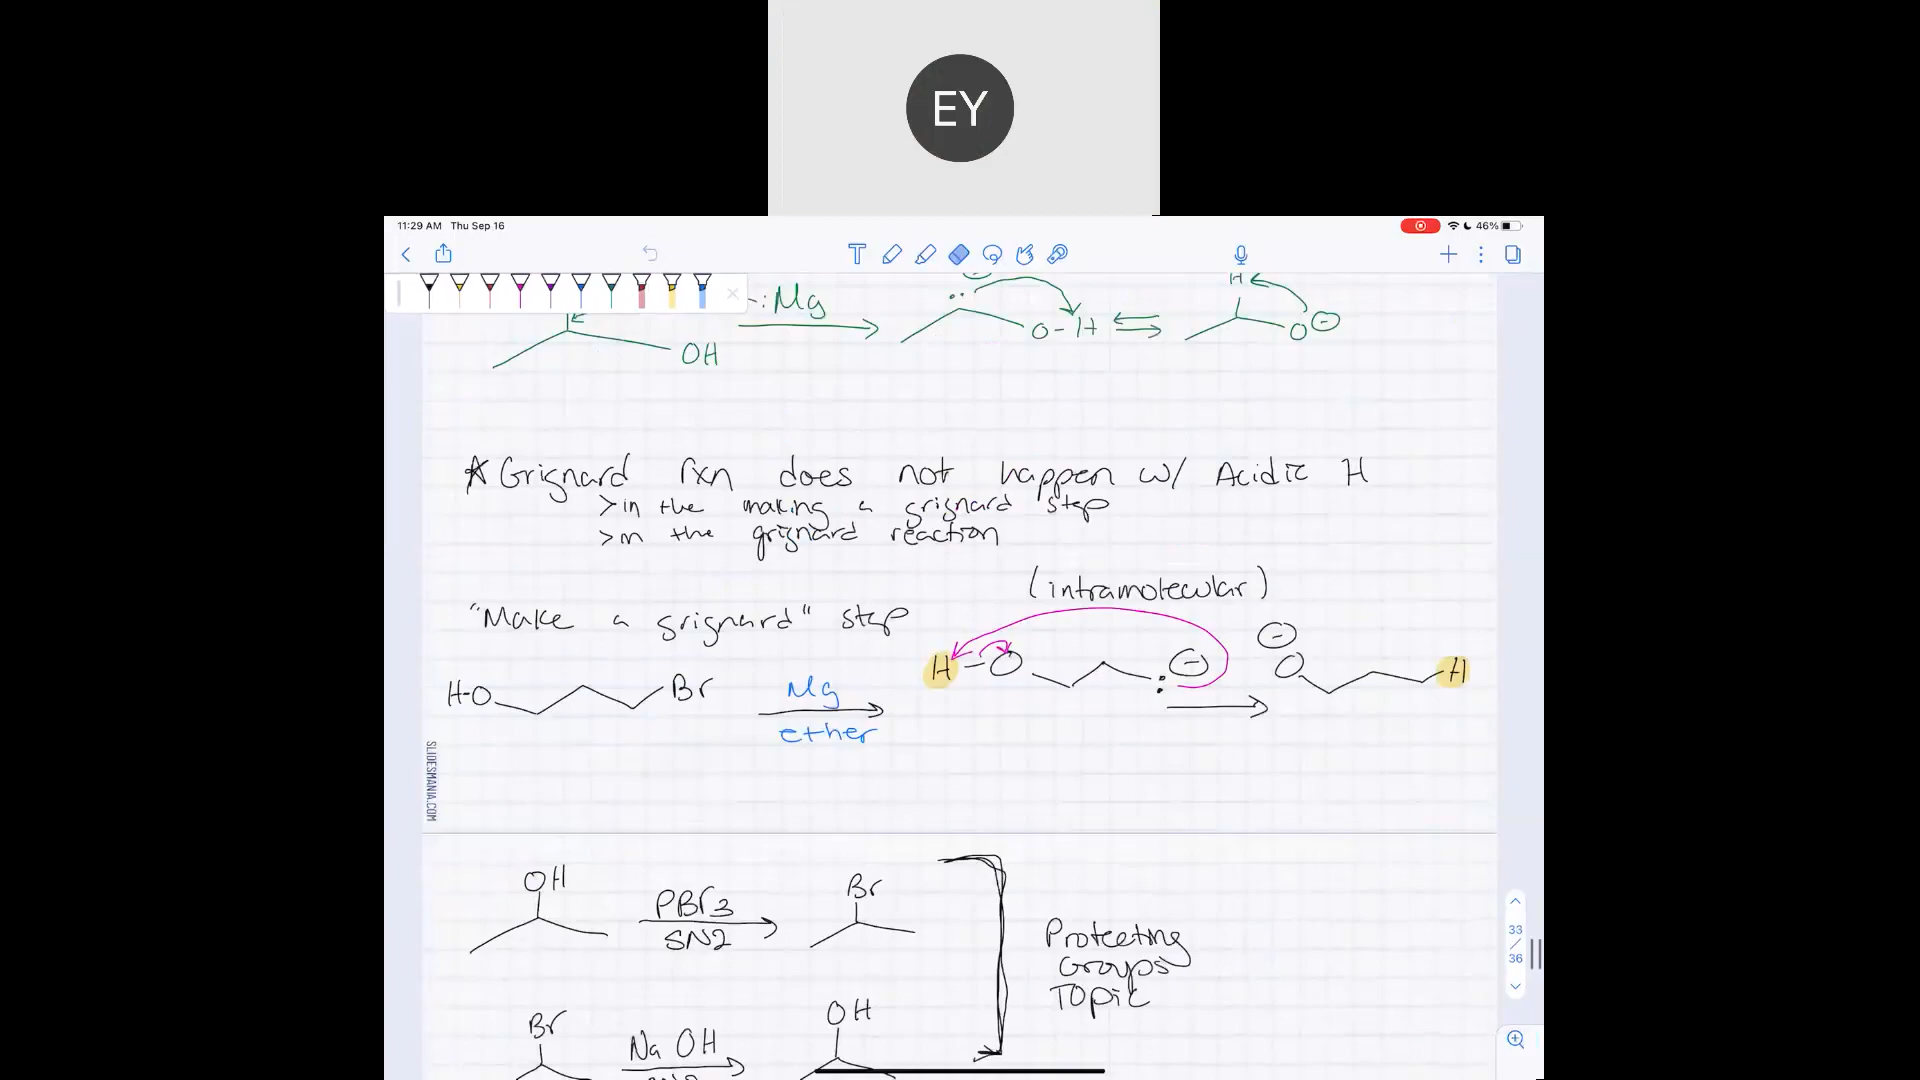 EY
11:29 AM Thu Sep 16
46%
-:Mg
H
OH
O-H
O⊖
★ Grignard rxn does not happen w/ Acidic H
> in the making a grignard step
> in the grignard reaction
(intramolecular)
"Make a grignard" step
H-O
Br
Mg
ether
H-O
⊖
⊖
O
H
SLIDESMANIA.COM
OH
PBr3
SN2
Br
Protecting
Groups
Topic
33
/
36
Br
Na OH
OH